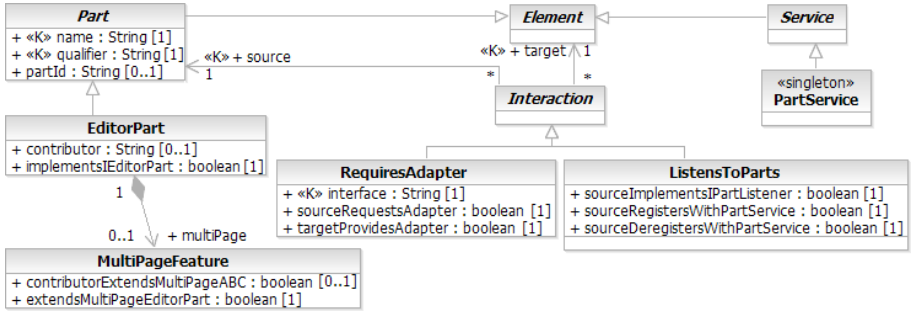 Part
+ «K» name : String [1]
+ «K» qualifier : String [1]
+ partId : String [0..1]
Element
Service
«K» + source
1
«K» + target
1
*
*
Interaction
«singleton»
PartService
EditorPart
+ contributor : String [0..1]
+ implementsIEditorPart : boolean [1]
1
0..1
+ multiPage
RequiresAdapter
+ «K» interface : String [1]
+ sourceRequestsAdapter : boolean [1]
+ targetProvidesAdapter : boolean [1]
ListensToParts
+ sourceImplementsIPartListener : boolean [1]
+ sourceRegistersWithPartService : boolean [1]
+ sourceDeregistersWithPartService : boolean [1]
MultiPageFeature
+ contributorExtendsMultiPageABC : boolean [0..1]
+ extendsMultiPageEditorPart : boolean [1]